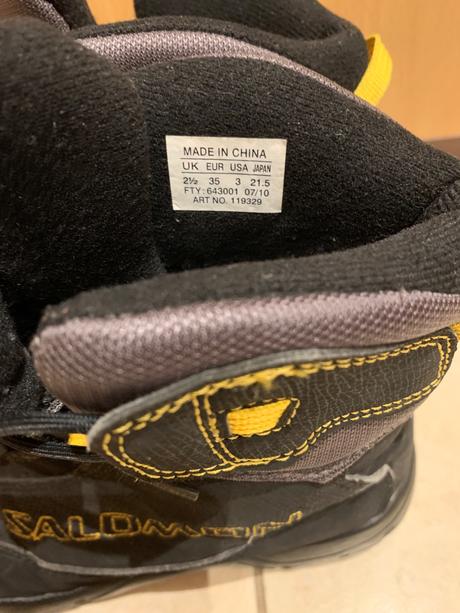 MADE IN CHINA
UK EUR USA JAPAN
2½ 35 3 21.5
FTY: 643001 07/10
ART NO. 119329
SALOMON